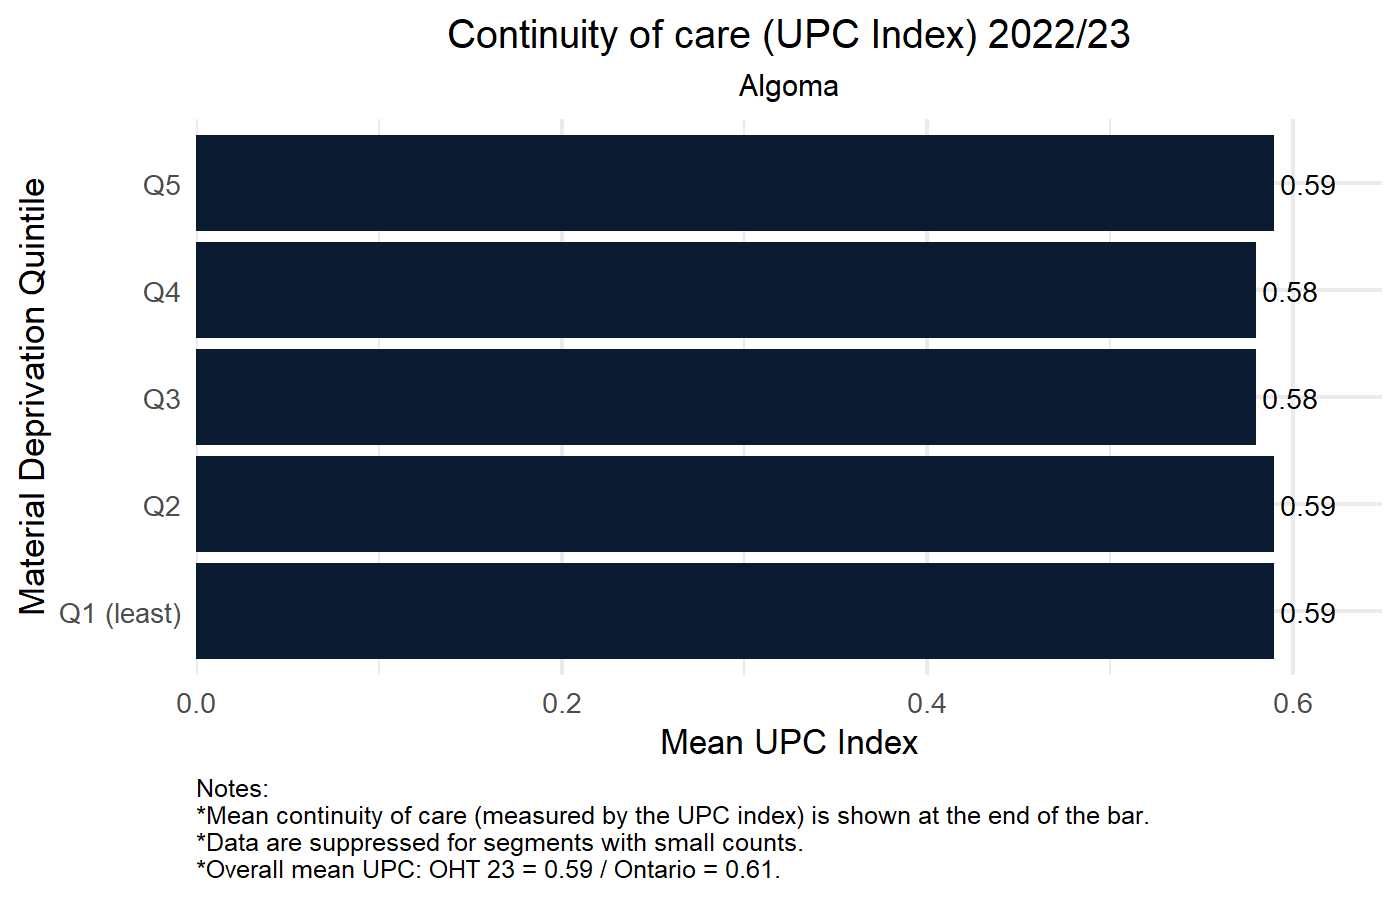 Continuity of care (UPC Index) 2022/23
Algoma
Material Deprivation Quintile
Q5
0.59
Q4
0.58
Q3
0.58
Q2
0.59
Q1 (least)
0.59
0.0
0.2
0.4
0.6
Mean UPC Index
Notes:
*Mean continuity of care (measured by the UPC index) is shown at the end of the bar.
*Data are suppressed for segments with small counts.
*Overall mean UPC: OHT 23 = 0.59 / Ontario = 0.61.